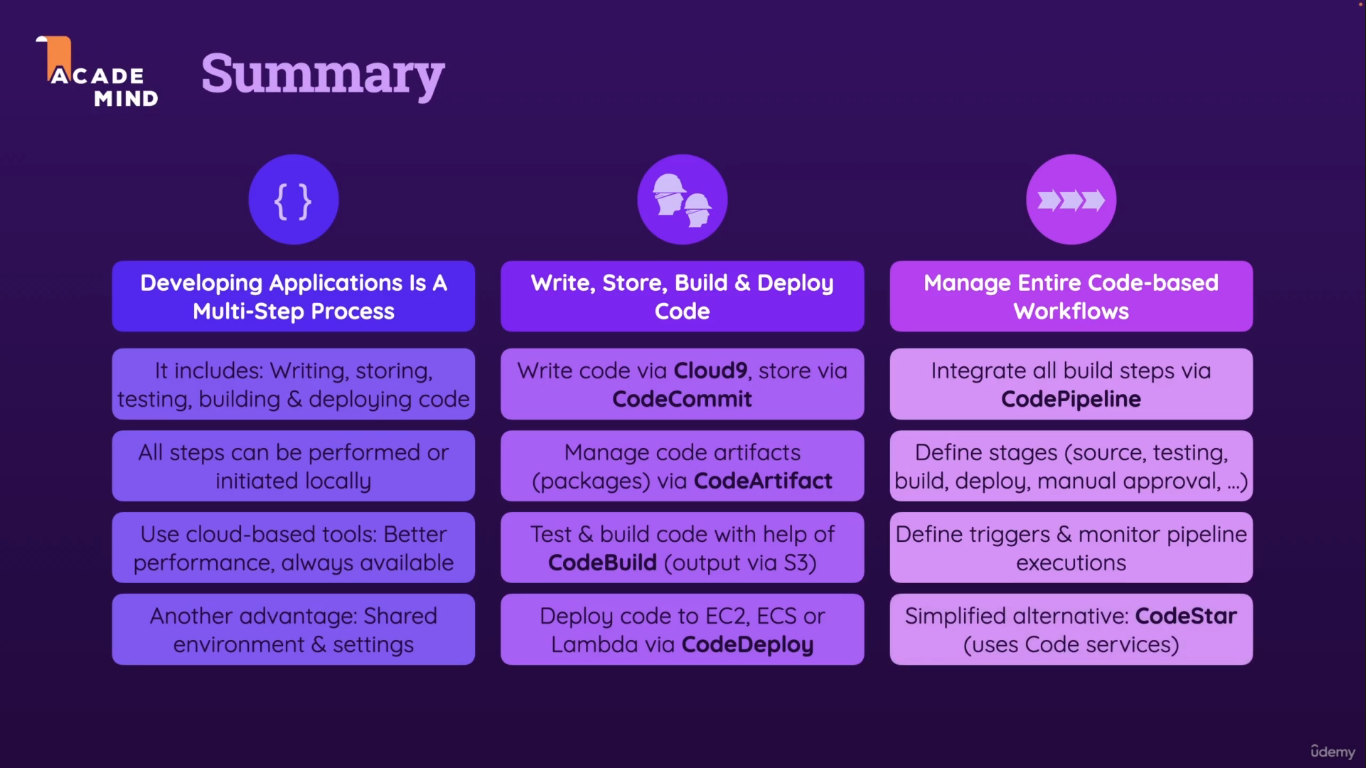 ACADE
MIND
Summary
{ }
Developing Applications Is A
Multi-Step Process
It includes: Writing, storing,
testing, building & deploying code
All steps can be performed or
initiated locally
Use cloud-based tools: Better
performance, always available
Another advantage: Shared
environment & settings
Write, Store, Build & Deploy
Code
Write code via Cloud9, store via
CodeCommit
Manage code artifacts
(packages) via CodeArtifact
Test & build code with help of
CodeBuild (output via S3)
Deploy code to EC2, ECS or
Lambda via CodeDeploy
Manage Entire Code-based
Workflows
Integrate all build steps via
CodePipeline
Define stages (source, testing,
build, deploy, manual approval, ...)
Define triggers & monitor pipeline
executions
Simplified alternative: CodeStar
(uses Code services)
ûdemy